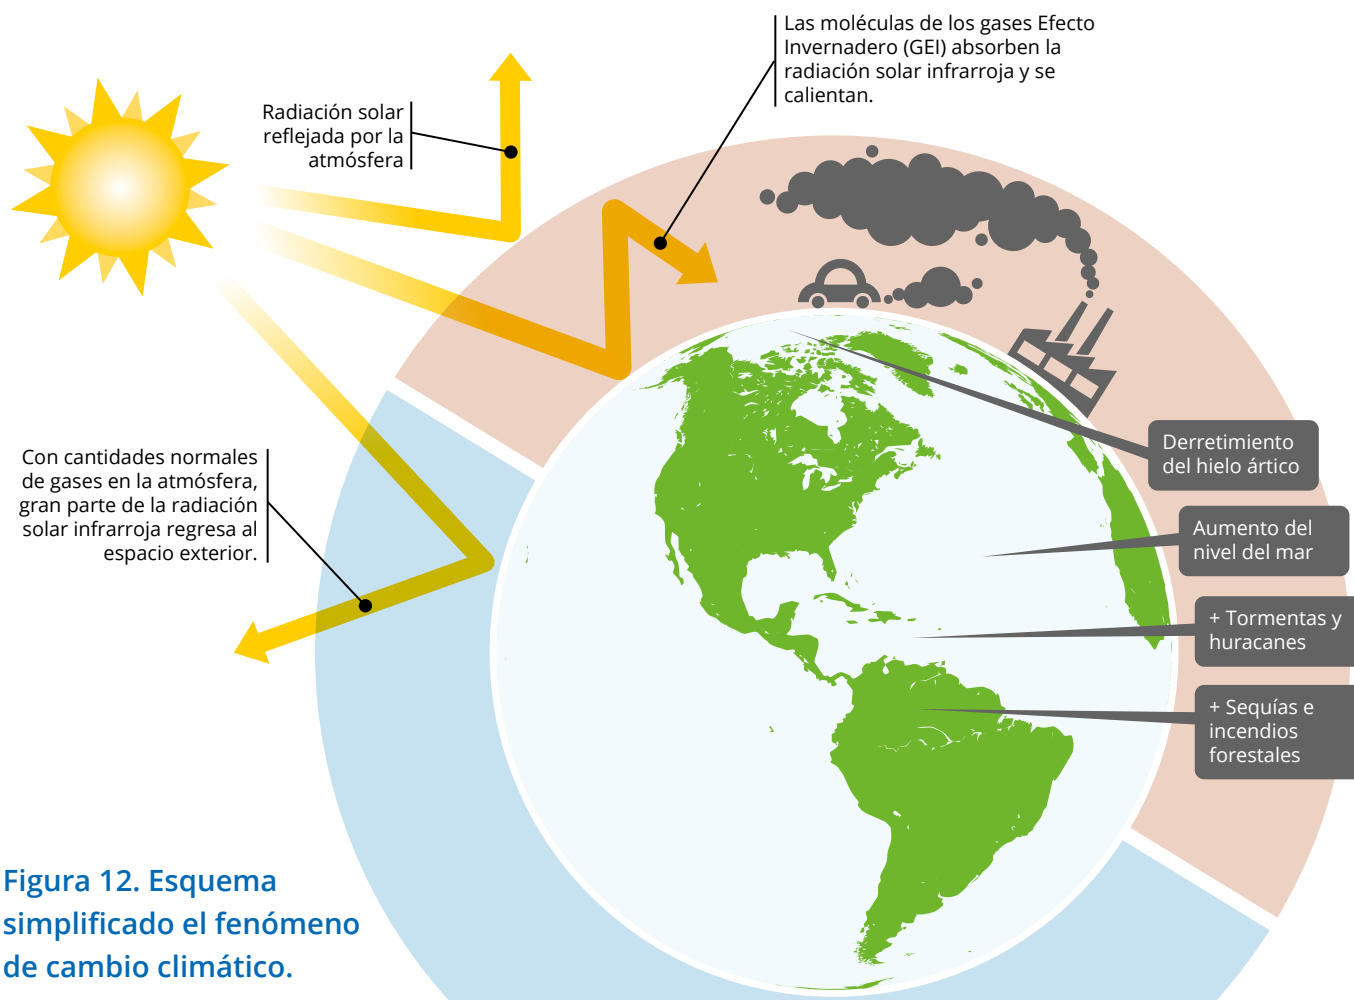 Las moléculas de los gases Efecto
Invernadero (GEI) absorben la
radiación solar infrarroja y se
calientan.
Radiación solar
reflejada por la
atmósfera
Con cantidades normales
de gases en la atmósfera,
gran parte de la radiación
solar infrarroja regresa al
espacio exterior.
Derretimiento
del hielo ártico
Aumento del
nivel del mar
+ Tormentas y
huracanes
+ Sequías e
incendios
forestales
Figura 12. Esquema
simplificado el fenómeno
de cambio climático.